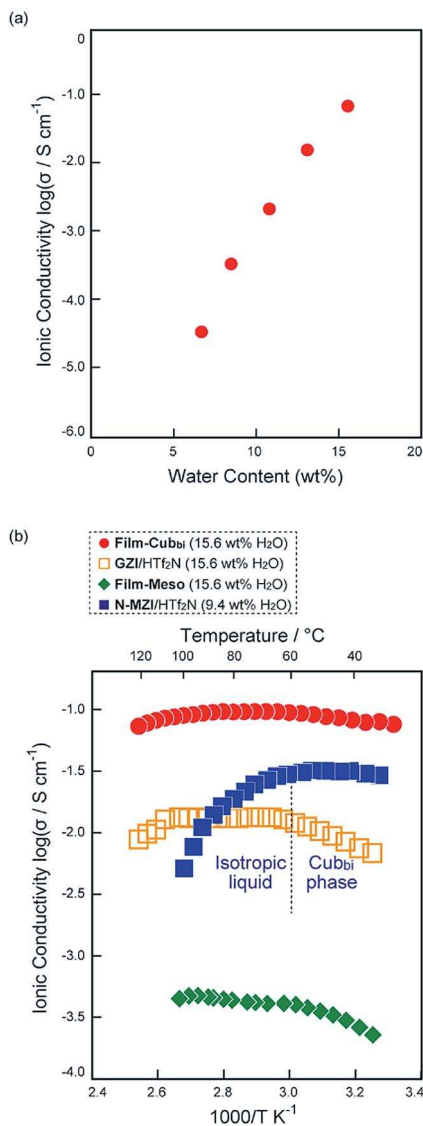 (a)
0
-1.0
-2.0
-3.0
-4.0
-5.0
-6.0
Ionic Conductivity log(σ / S cm⁻¹)
0 5 10 15 20
Water Content (wt%)
(b)
Film-Cubbi (15.6 wt% H₂O)
GZI/HTf₂N (15.6 wt% H₂O)
Film-Meso (15.6 wt% H₂O)
N-MZI/HTf₂N (9.4 wt% H₂O)
Temperature / °C
120 100 80 60 40
-1.0
-1.5
-2.0
-2.5
-3.0
-3.5
-4.0
Ionic Conductivity log(σ / S cm⁻¹)
Isotropic liquid
Cubbi phase
2.4 2.6 2.8 3.0 3.2 3.4
1000/T K⁻¹